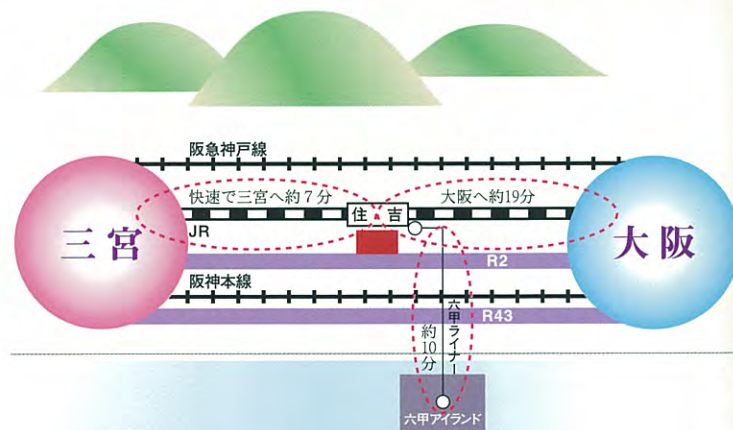 阪急神戸線
快速で三宮へ約7分
大阪へ約19分
住吉
JR
三宮
大阪
R2
阪神本線
R43
六甲ライナー
約10分
六甲アイランド